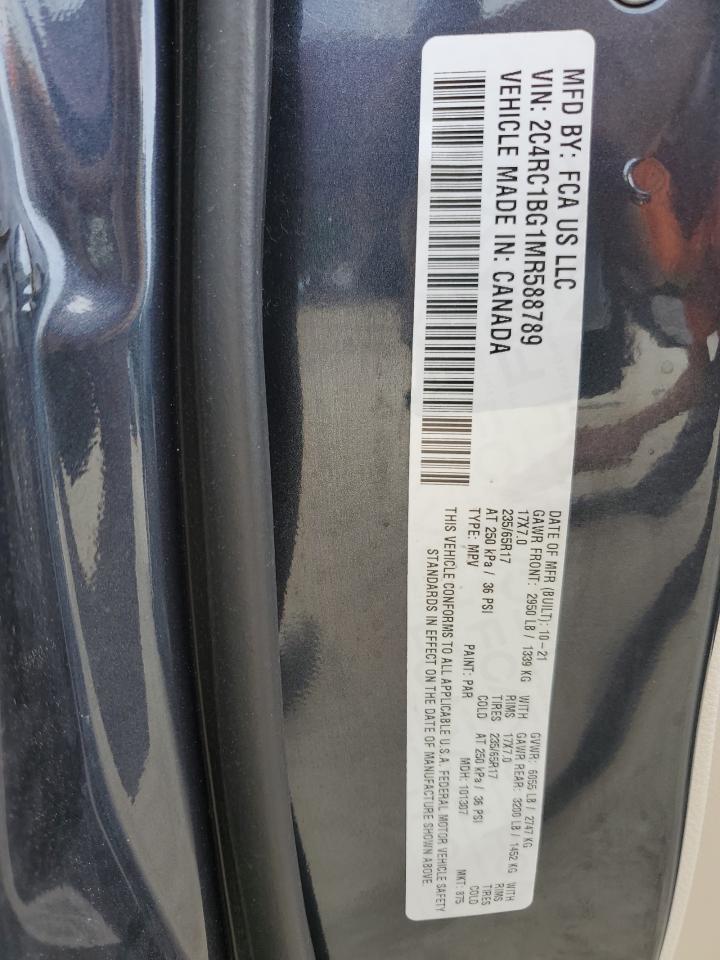 MFD BY: FCA US LLC
VIN: 2C4RC1BG1MR588789
VEHICLE MADE IN: CANADA
DATE OF MFR (BUILT): 10-21 GVWR: 6055 LB / 2747 KG
GAWR FRONT: 2950 LB / 1339 KG WITH GAWR REAR: 3200 LB / 1452 KG WITH
17X7.0 RIMS 17X7.0 RIMS
235/65R17 TIRES 235/65R17 TIRES
AT 250 kPa / 36 PSI COLD AT 250 kPa / 36 PSI COLD
TYPE: MPV PAINT: PAR MDH: 101307 MKT: 875
THIS VEHICLE CONFORMS TO ALL APPLICABLE U.S.A. FEDERAL MOTOR VEHICLE SAFETY
STANDARDS IN EFFECT ON THE DATE OF MANUFACTURE SHOWN ABOVE.